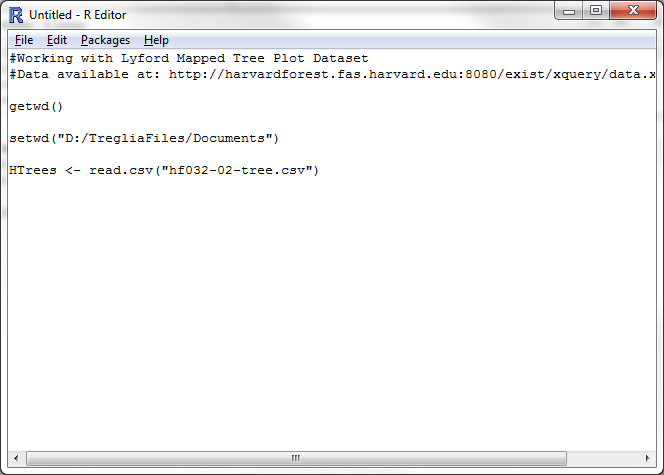 Untitled - R Editor
File Edit Packages Help
#Working with Lyford Mapped Tree Plot Dataset
#Data available at: http://harvardforest.fas.harvard.edu:8080/exist/xquery/data.x
getwd()
setwd("D:/TregliaFiles/Documents")
HTrees <- read.csv("hf032-02-tree.csv")